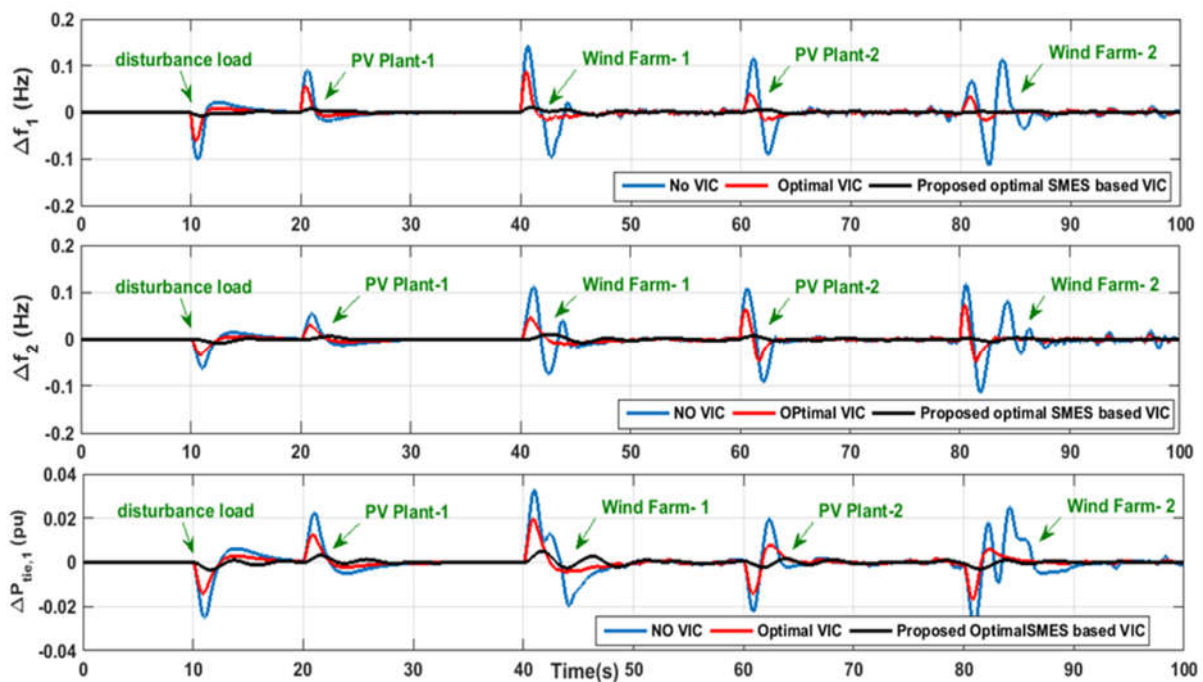 0.2
disturbance load PV Plant-1 Wind Farm- 1 PV Plant-2 Wind Farm- 2
0.1
Δf1 (Hz)
0
-0.1
No VIC Optimal VIC Proposed optimal SMES based VIC
-0.2
0 10 20 30 40 50 60 70 80 90 100
0.2
disturbance load PV Plant-1 Wind Farm- 1 PV Plant-2 Wind Farm- 2
0.1
Δf2 (Hz)
0
-0.1
NO VIC OPtimal VIC Proposed optimal SMES based VIC
-0.2
0 10 20 30 40 50 60 70 80 90 100
0.04
disturbance load PV Plant-1 Wind Farm- 1 PV Plant-2 Wind Farm- 2
0.02
ΔPtie,1 (pu)
0
-0.02
NO VIC Optimal VIC Proposed OptimalSMES based VIC
-0.04
0 10 20 30 40 Time(s) 50 60 70 80 90 100